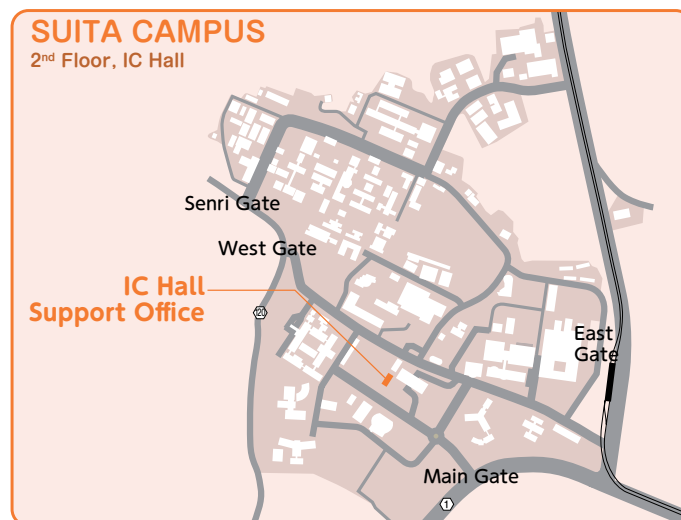 SUITA CAMPUS
2nd Floor, IC Hall
Senri Gate
West Gate
IC Hall
Support Office
120
East
Gate
Main Gate
1